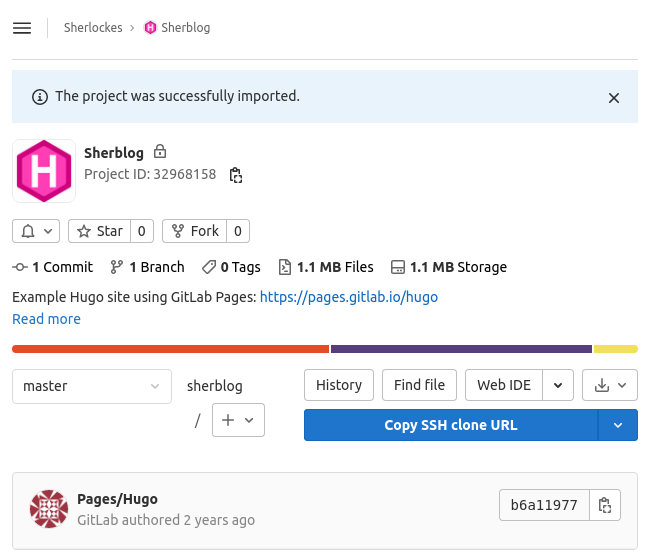 Sherlockes > Sherblog
The project was successfully imported.
H
Sherblog
Project ID: 32968158
Star 0 Fork 0
1 Commit 1 Branch 0 Tags 1.1 MB Files 1.1 MB Storage
Example Hugo site using GitLab Pages: https://pages.gitlab.io/hugo
Read more
master sherblog History Find file Web IDE
/ +
Copy SSH clone URL
Pages/Hugo
GitLab authored 2 years ago
b6a11977